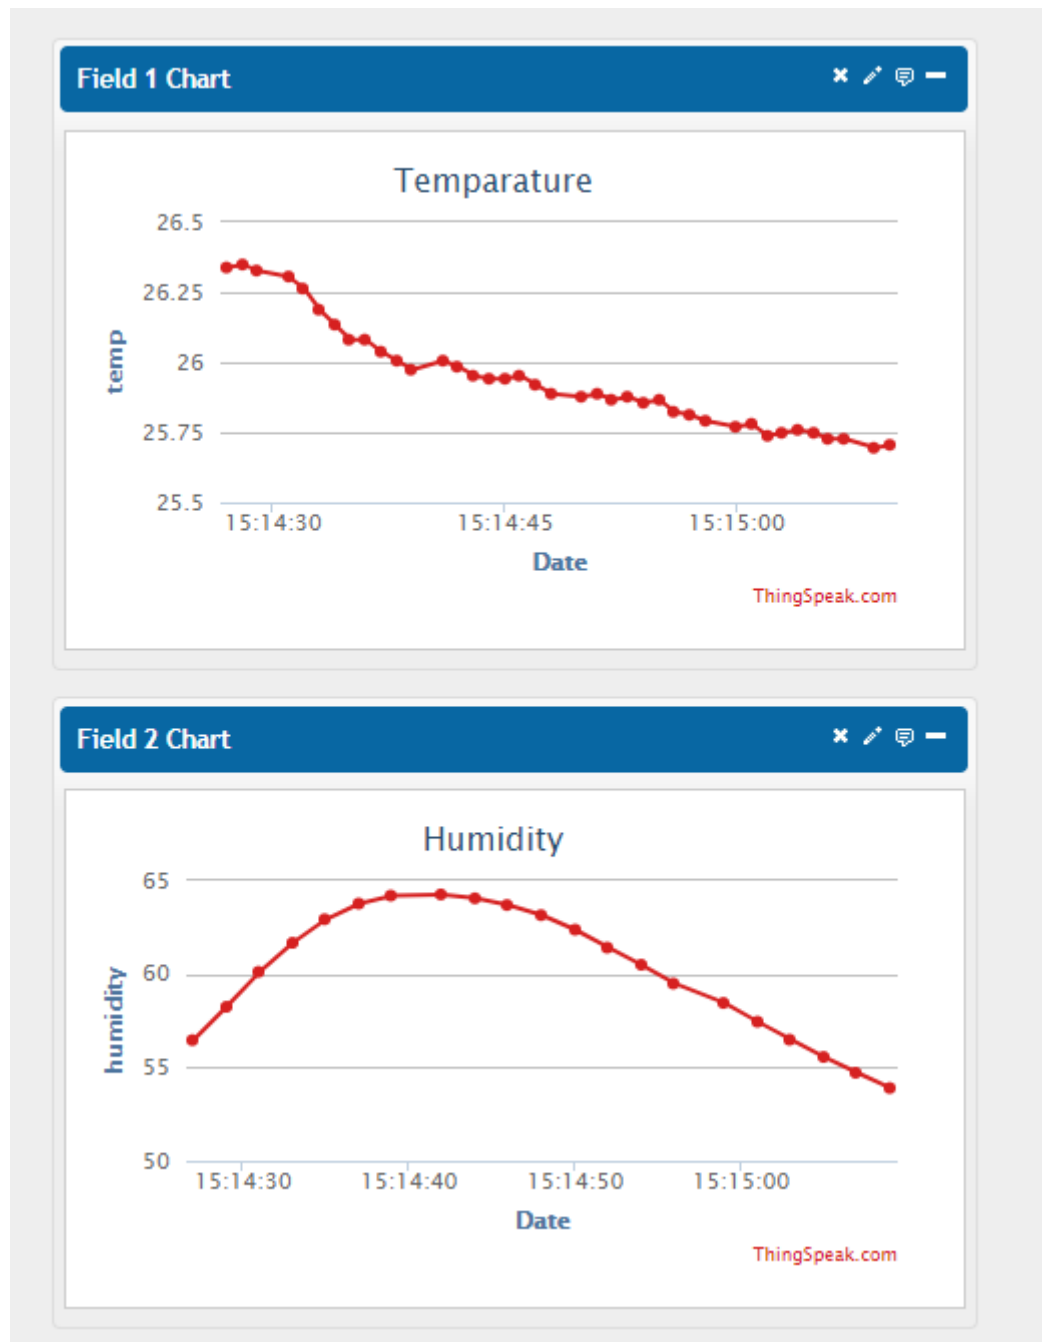 Field 1 Chart
Temparature
26.5
26.25
26
25.75
25.5
temp
15:14:30 15:14:45 15:15:00
Date
ThingSpeak.com
Field 2 Chart
Humidity
65
60
55
50
humidity
15:14:30 15:14:40 15:14:50 15:15:00
Date
ThingSpeak.com